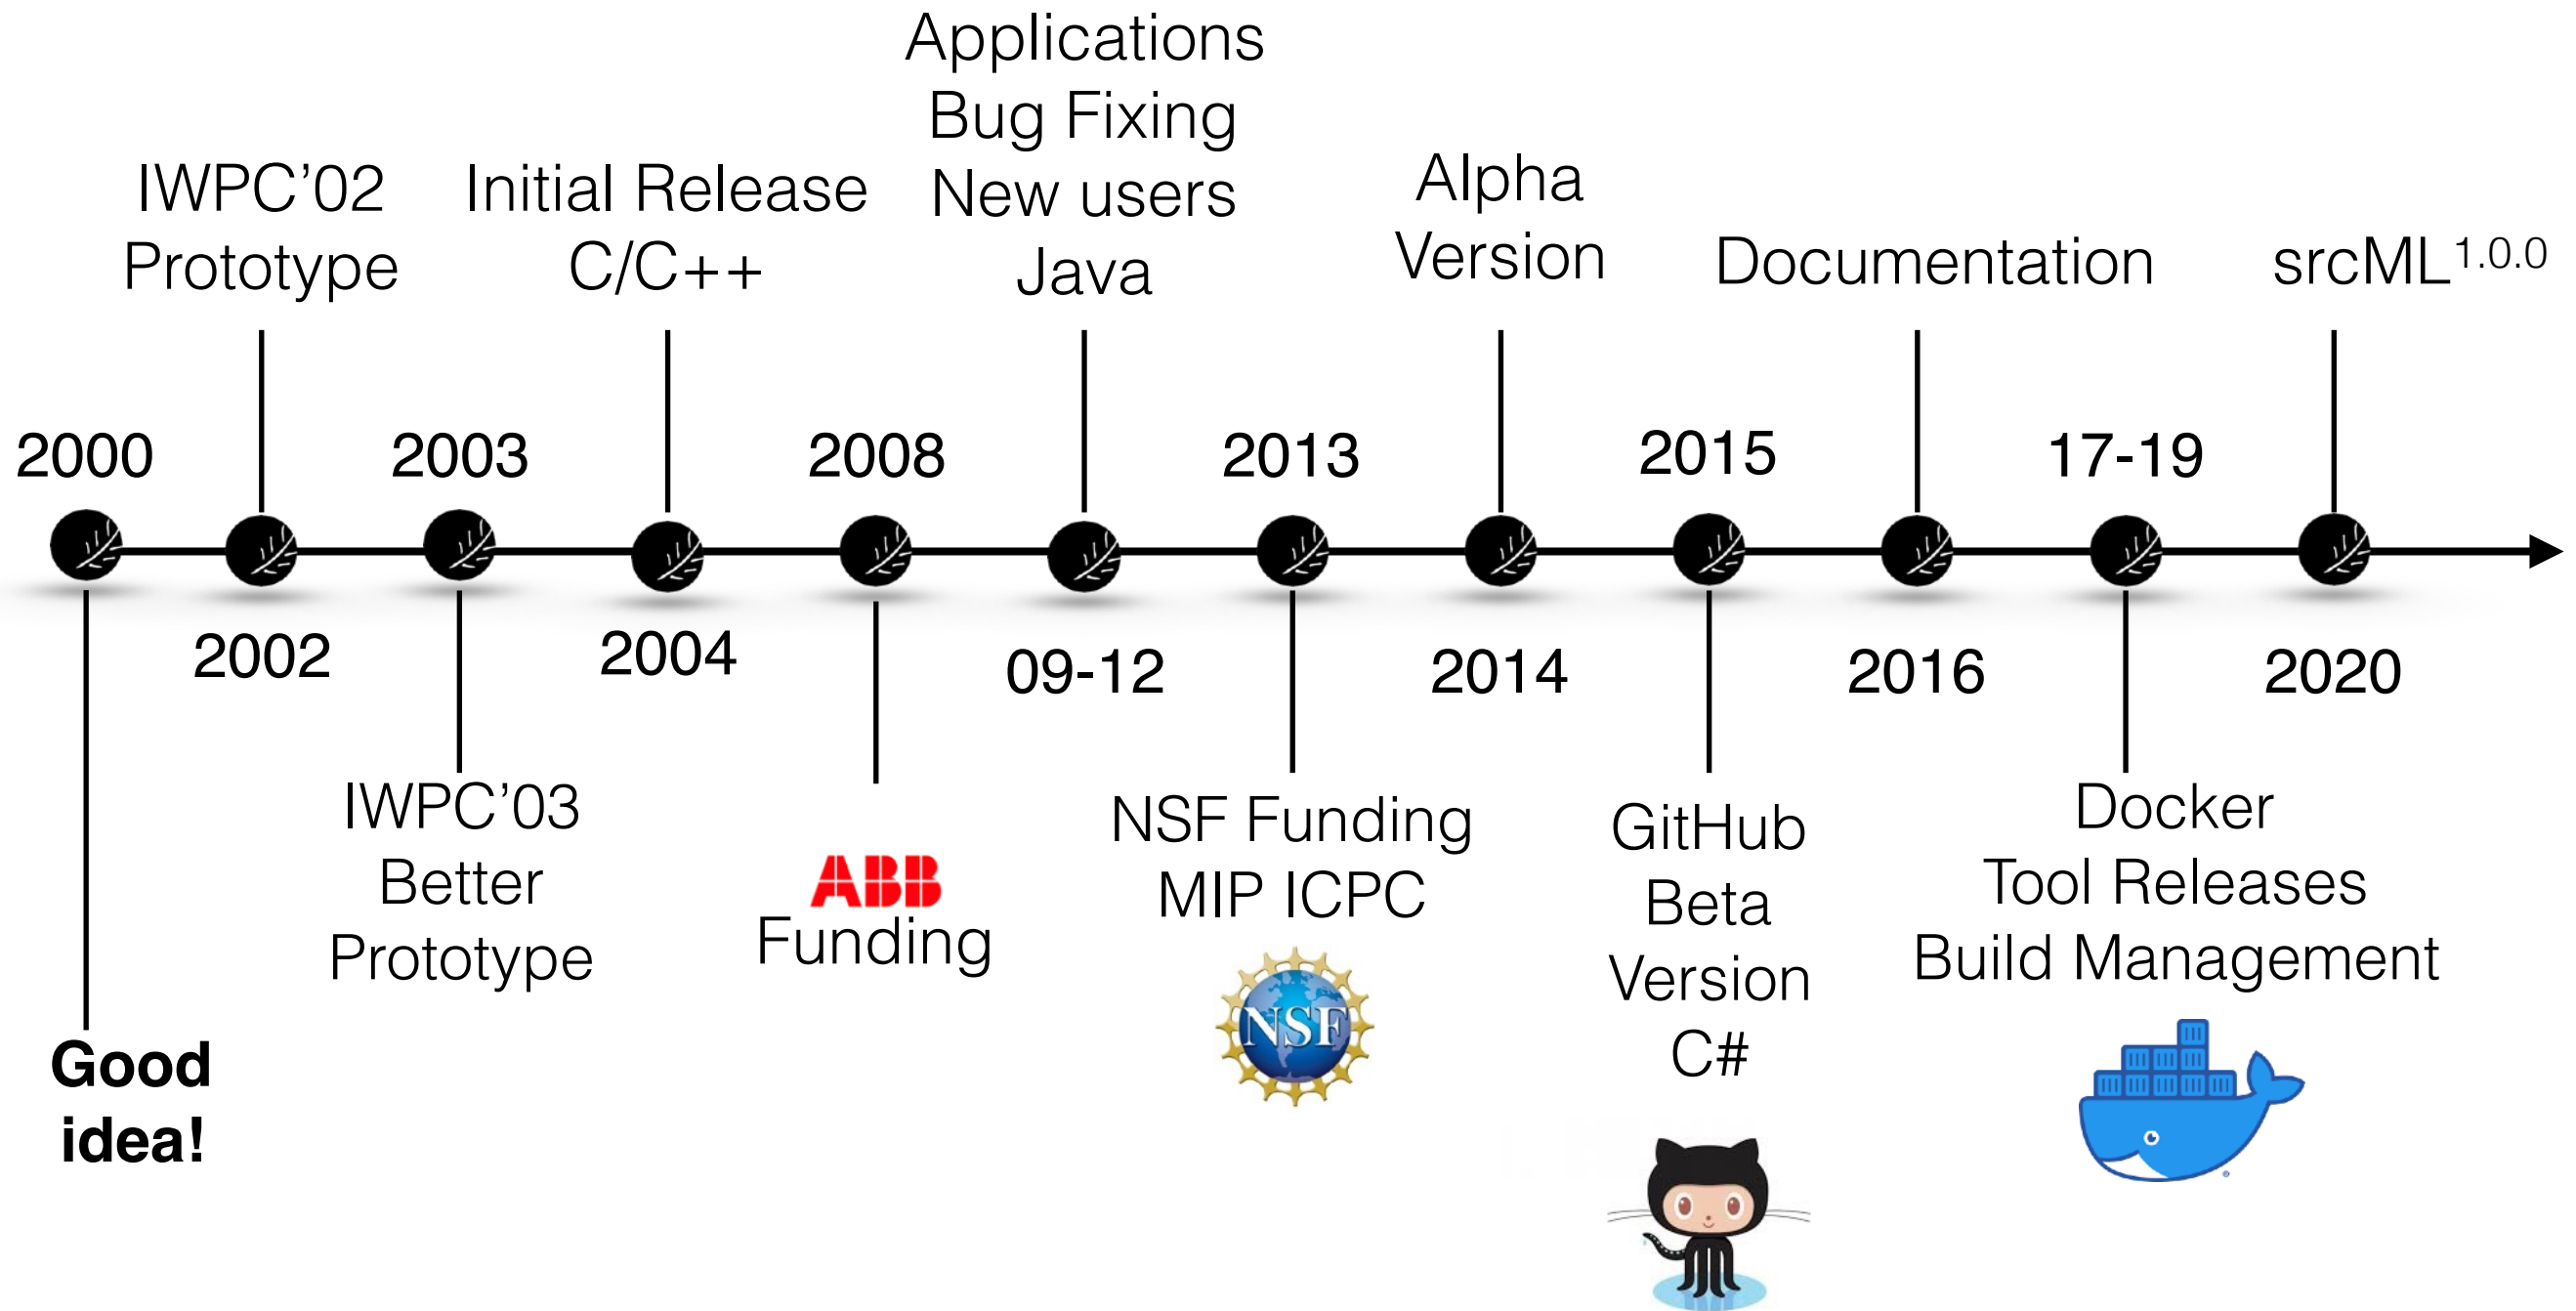 Applications
Bug Fixing
New users
Java
IWPC’02
Prototype
Initial Release
C/C++
Alpha
Version
Documentation
srcML1.0.0
2000
2003
2008
2013
2015
17-19
2002
2004
09-12
2014
2016
2020
IWPC’03
Better
Prototype
ABB
Funding
NSF Funding
MIP ICPC
NSF
GitHub
Beta
Version
C#
Docker
Tool Releases
Build Management
Good
idea!